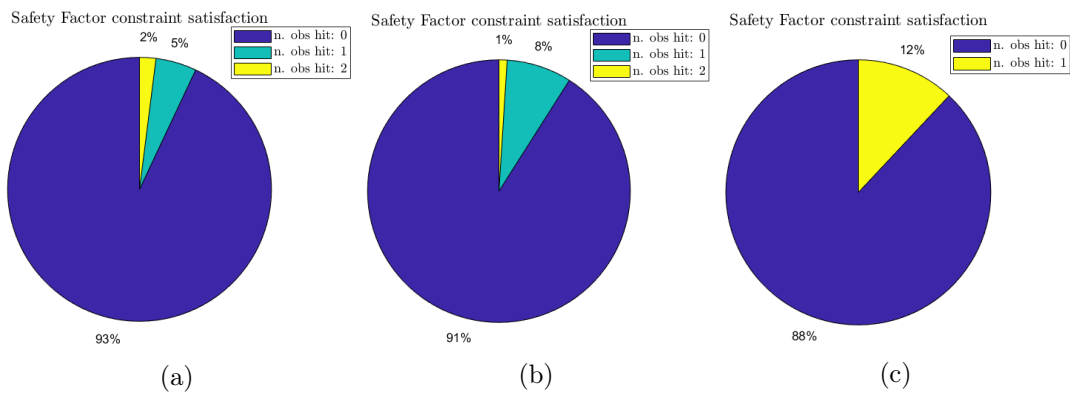 Safety Factor constraint satisfaction
2%
5%
n. obs hit: 0
n. obs hit: 1
n. obs hit: 2
93%
(a)
Safety Factor constraint satisfaction
1%
8%
n. obs hit: 0
n. obs hit: 1
n. obs hit: 2
91%
(b)
Safety Factor constraint satisfaction
12%
n. obs hit: 0
n. obs hit: 1
88%
(c)